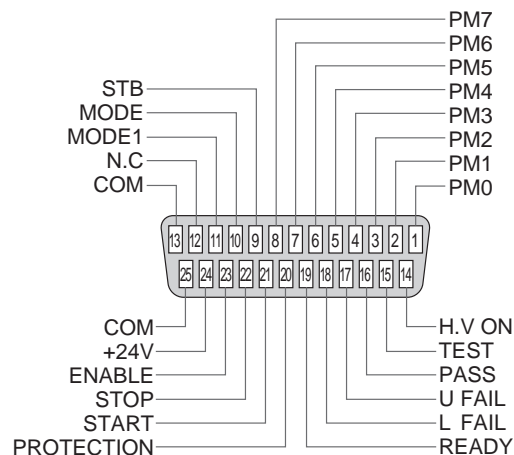 PM7
PM6
PM5
PM4
PM3
PM2
PM1
PM0
STB
MODE
MODE1
N.C
COM
13 12 11 10 9 8 7 6 5 4 3 2 1
25 24 23 22 21 20 19 18 17 16 15 14
COM
+24V
ENABLE
STOP
START
PROTECTION
H.V ON
TEST
PASS
U FAIL
L FAIL
READY